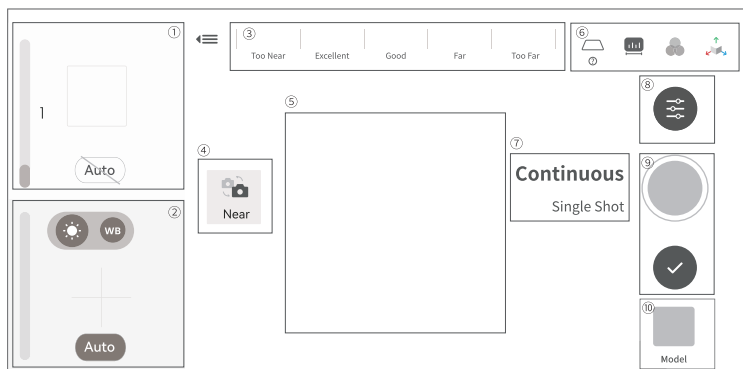 ①
1
Auto
②
WB
Auto
③
Too Near Excellent Good Far Too Far
④
Near
⑤
⑥
?
⑦
Continuous
Single Shot
⑧
⑨
⑩
Model